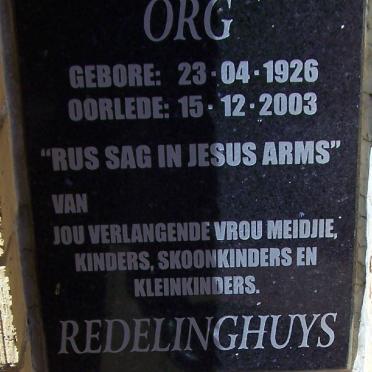 ORG
GEBORE: 23·04·1926
OORLEDE: 15·12·2003
"RUS SAG IN JESUS ARMS"
VAN
JOU VERLANGENDE VROU MEIDJIE,
KINDERS, SKOONKINDERS EN
KLEINKINDERS.
REDELINGHUYS